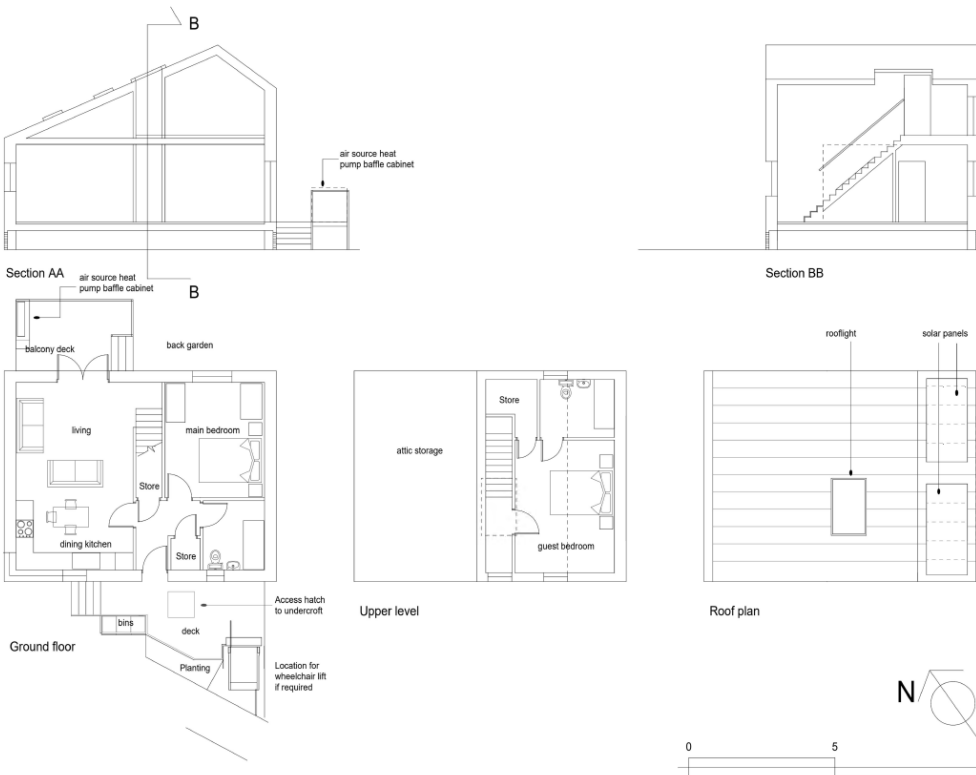 B
air source heat
pump baffle cabinet
Section AA
Section BB
air source heat
pump baffle cabinet
B
balcony deck
back garden
rooflight
solar panels
living
main bedroom
Store
dining kitchen
Store
Store
attic storage
guest bedroom
Access hatch
to undercroft
bins
deck
Ground floor
Planting
Location for
wheelchair lift
if required
Upper level
Roof plan
N
0
5